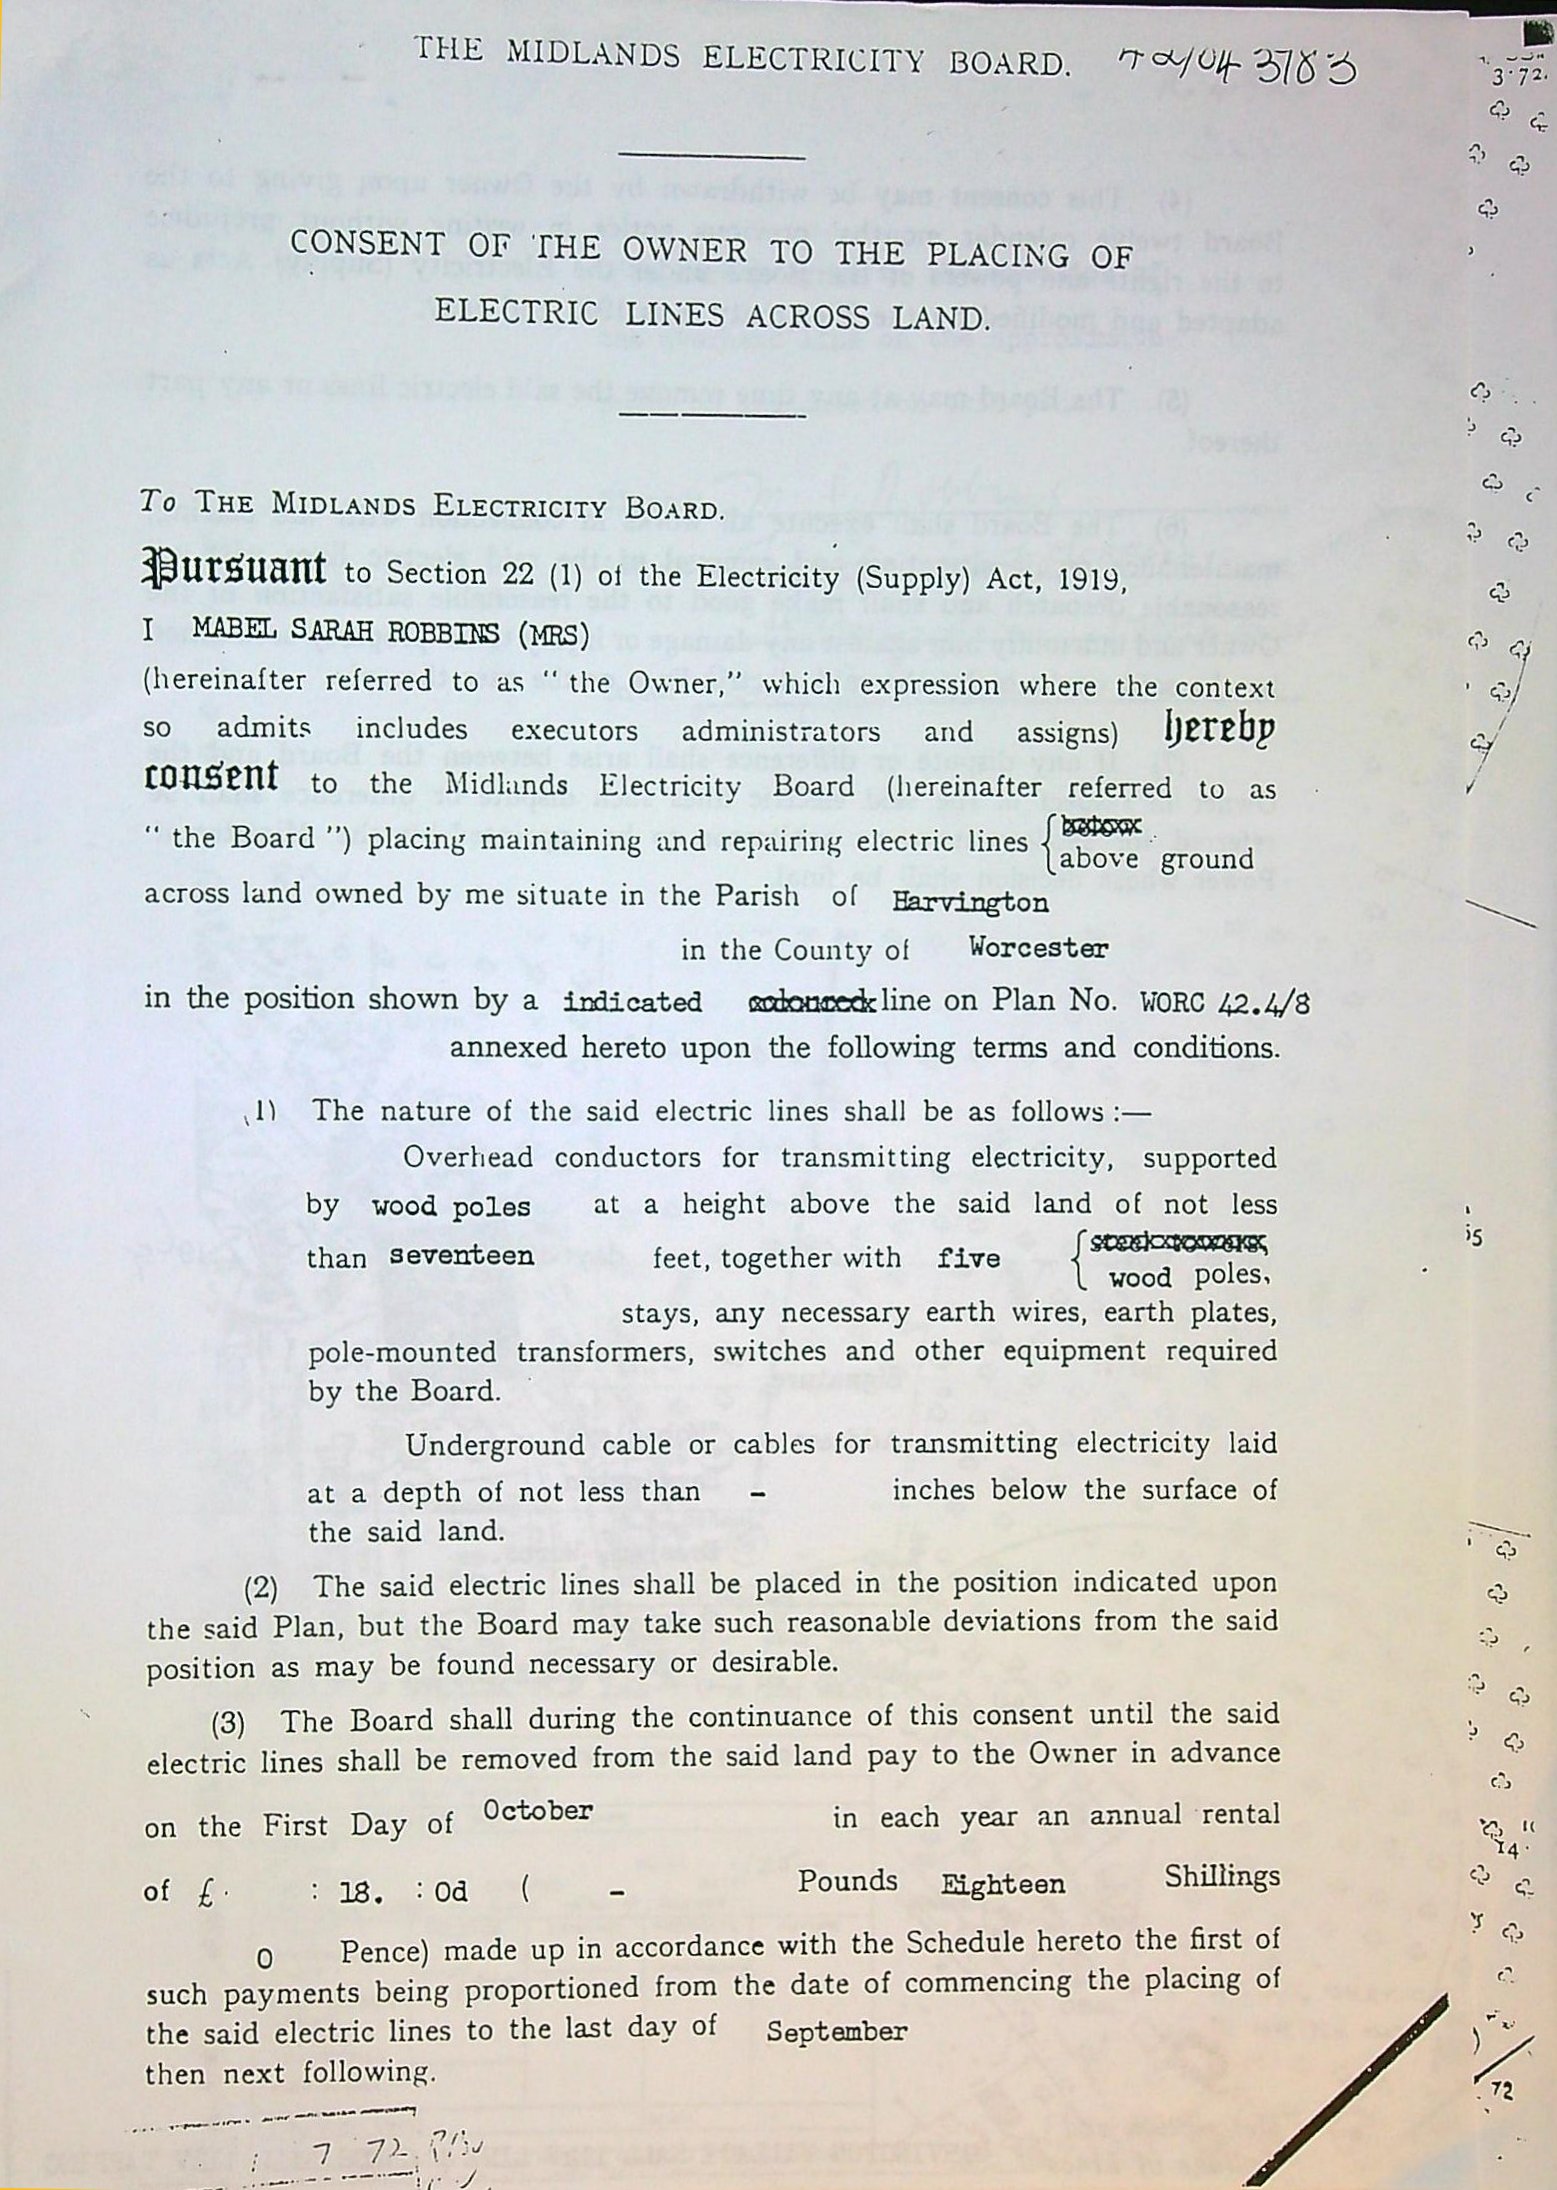 THE MIDLANDS ELECTRICITY BOARD. 3783
CONSENT OF THE OWNER TO THE PLACING OF
ELECTRIC LINES ACROSS LAND.
To THE MIDLANDS ELECTRICITY BOARD.
Pursuant to Section 22 (1) of the Electricity (Supply) Act, 1919,
I MABEL SARAH ROBBINS (MRS)
(hereinafter referred to as " the Owner," which expression where the context
so admits includes executors administrators and assigns) hereby
consent to the Midlands Electricity Board (hereinafter referred to as
" the Board ") placing maintaining and repairing electric lines
above ground
across land owned by me situate in the Parish of Harvington
in the County of Worcester
in the position shown by a indicated line on Plan No. WORC 42.4/8
annexed hereto upon the following terms and conditions.
1) The nature of the said electric lines shall be as follows :—
Overhead conductors for transmitting electricity, supported
by wood poles at a height above the said land of not less
than seventeen feet, together with five
wood poles,
stays, any necessary earth wires, earth plates,
pole-mounted transformers, switches and other equipment required
by the Board.
Underground cable or cables for transmitting electricity laid
at a depth of not less than - inches below the surface of
the said land.
(2) The said electric lines shall be placed in the position indicated upon
the said Plan, but the Board may take such reasonable deviations from the said
position as may be found necessary or desirable.
(3) The Board shall during the continuance of this consent until the said
electric lines shall be removed from the said land pay to the Owner in advance
on the First Day of October in each year an annual rental
of £ : 18. : 0d ( - Pounds Eighteen Shillings
0 Pence) made up in accordance with the Schedule hereto the first of
such payments being proportioned from the date of commencing the placing of
the said electric lines to the last day of September
then next following.
7 72
3.72.
14.
72